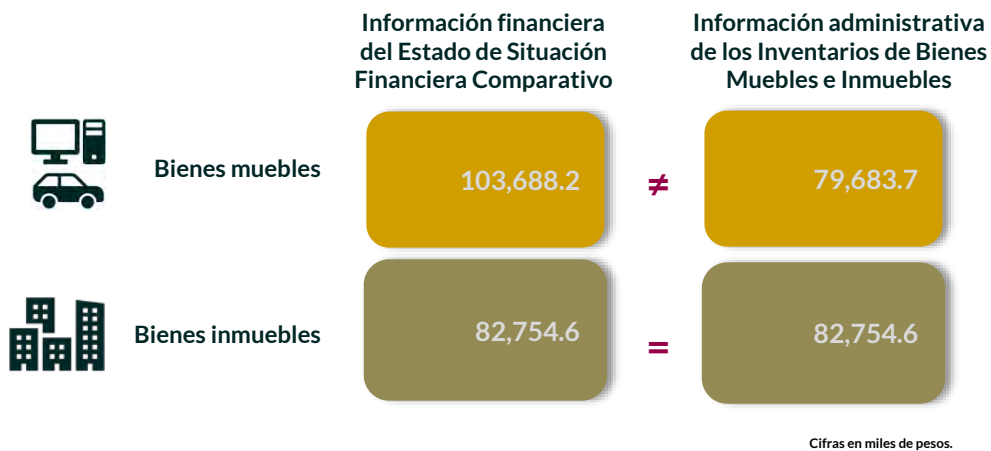 Información financiera
del Estado de Situación
Financiera Comparativo
Información administrativa
de los Inventarios de Bienes
Muebles e Inmuebles
Bienes muebles
103,688.2
≠
79,683.7
Bienes inmuebles
82,754.6
=
82,754.6
Cifras en miles de pesos.